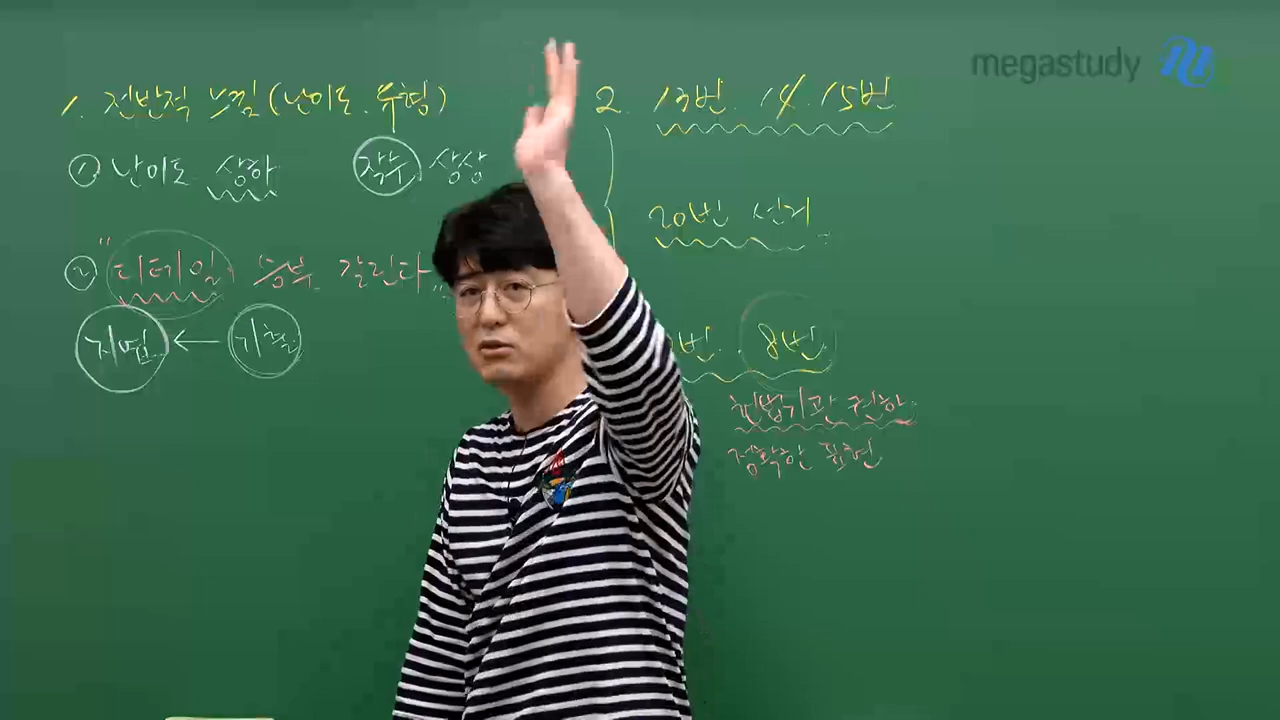 1. 전반적 느낌 (난이도. 유형)
① 난이도 상하 작수 상상
② "디테일, 승부 갈린다"
지엽 ← 기출
2. 13번. 14. 15번
20번 선거
번. 8번
헌법기관 권한
정확한 표현
megastudy